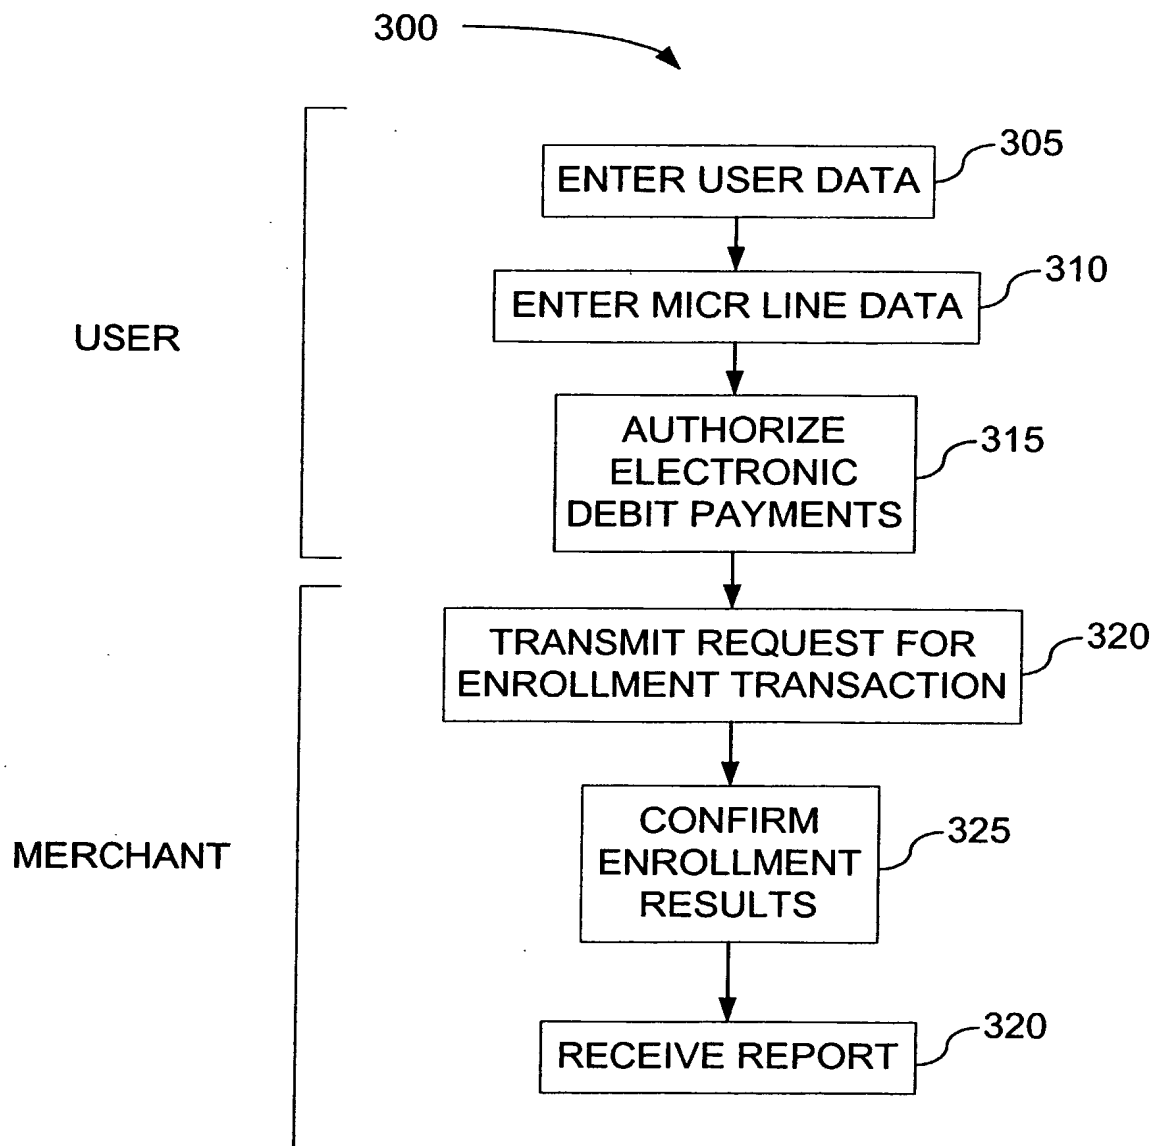 300
305
ENTER USER DATA
310
ENTER MICR LINE DATA
USER
AUTHORIZE
ELECTRONIC
DEBIT PAYMENTS
315
TRANSMIT REQUEST FOR
ENROLLMENT TRANSACTION
320
MERCHANT
CONFIRM
ENROLLMENT
RESULTS
325
RECEIVE REPORT
320